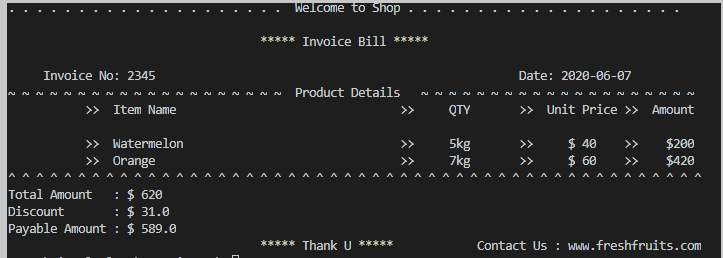 . . . . . . . . . . . . . . . . . . . . Welcome to Shop . . . . . . . . . . . . . . . . . . . .
***** Invoice Bill *****
Invoice No: 2345 Date: 2020-06-07
~ ~ ~ ~ ~ ~ ~ ~ ~ ~ ~ ~ ~ ~ ~ ~ ~ ~ ~ ~ Product Details ~ ~ ~ ~ ~ ~ ~ ~ ~ ~ ~ ~ ~ ~ ~ ~ ~ ~ ~ ~
>> Item Name >> QTY >> Unit Price >> Amount
>> Watermelon >> 5kg >> $ 40 >> $200
>> Orange >> 7kg >> $ 60 >> $420
^ ^ ^ ^ ^ ^ ^ ^ ^ ^ ^ ^ ^ ^ ^ ^ ^ ^ ^ ^ ^ ^ ^ ^ ^ ^ ^ ^ ^ ^ ^ ^ ^ ^ ^ ^ ^ ^ ^ ^ ^ ^ ^ ^ ^ ^ ^ ^ ^ ^
Total Amount : $ 620
Discount : $ 31.0
Payable Amount : $ 589.0
***** Thank U ***** Contact Us : www.freshfruits.com